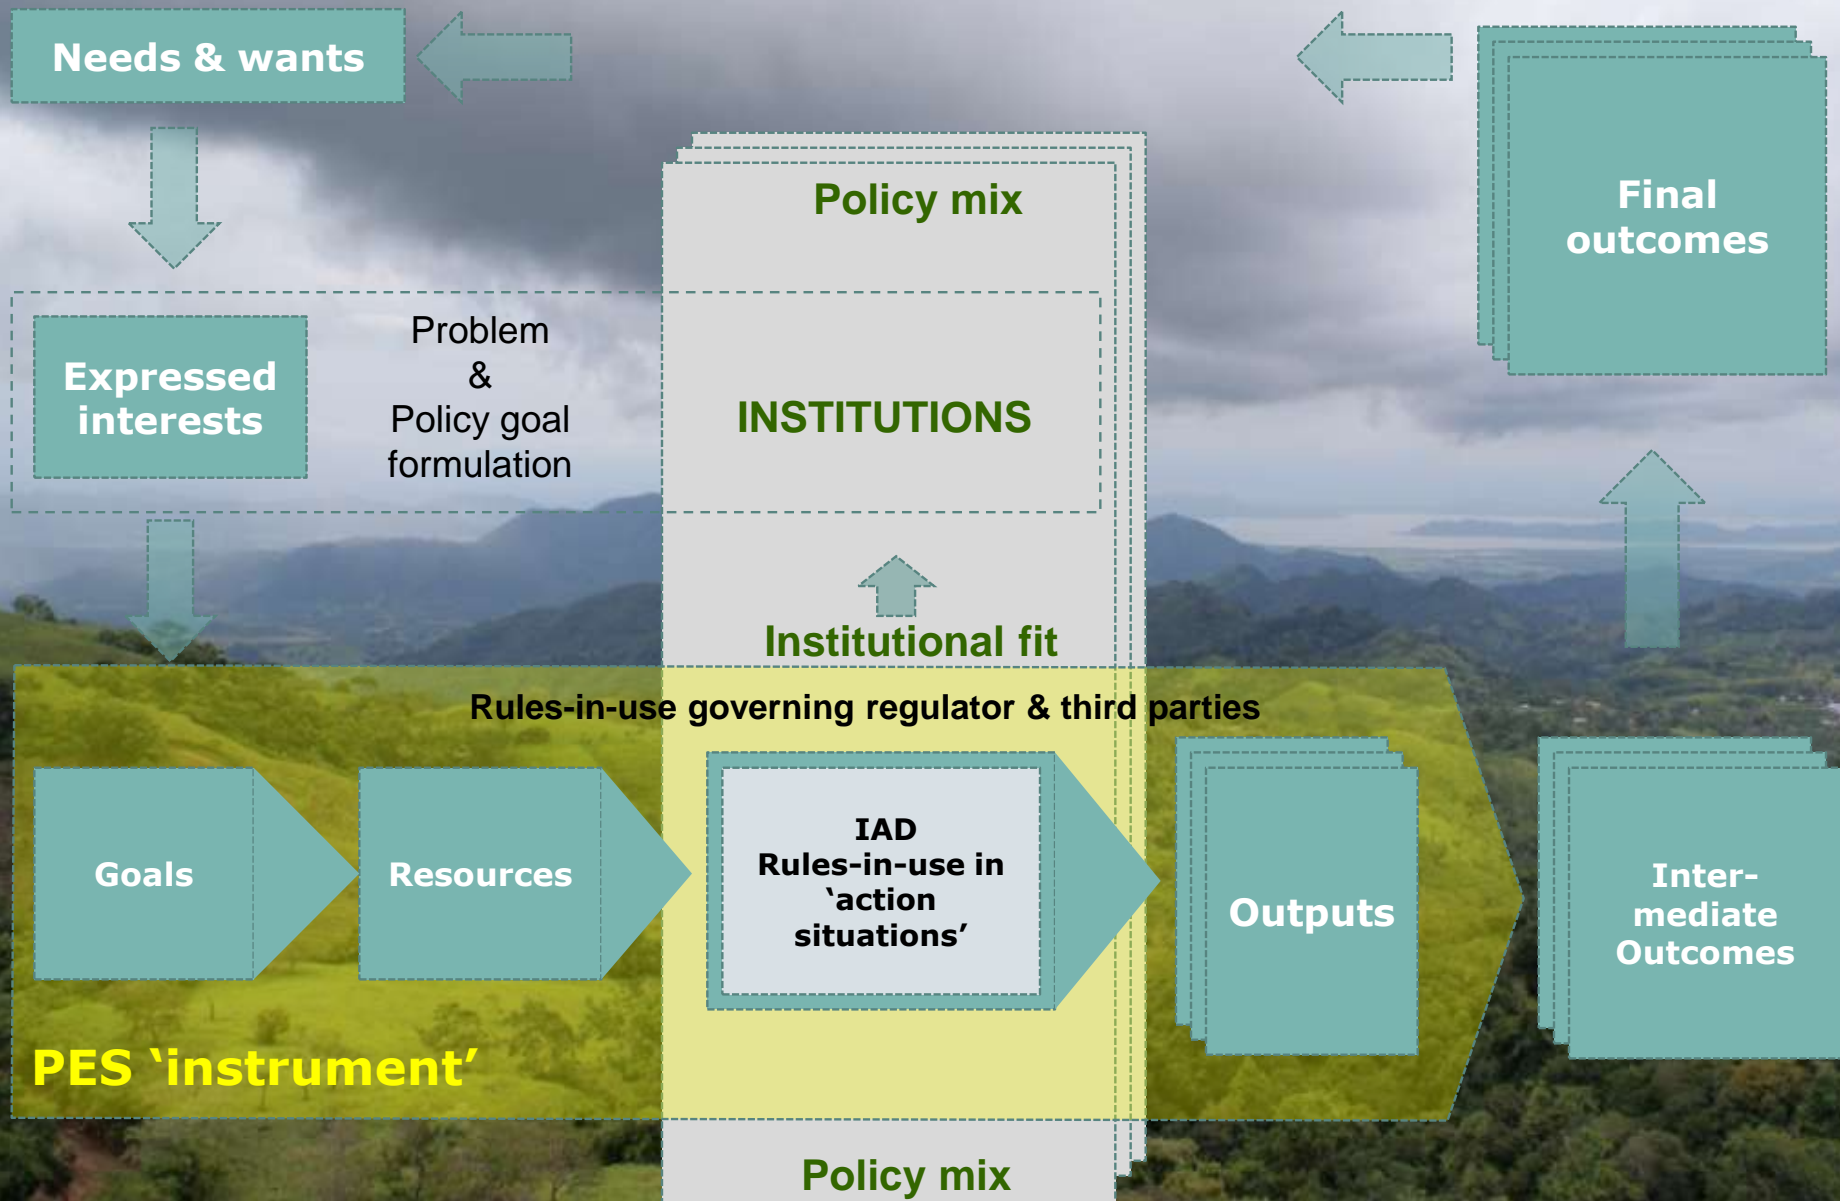 Needs & wants
Policy mix
Final
outcomes
Expressed
interests
Problem
&
Policy goal
formulation
INSTITUTIONS
Institutional fit
Rules-in-use governing regulator & third parties
Goals
Resources
IAD
Rules-in-use in
‘action
situations’
Outputs
Inter-
mediate
Outcomes
PES ‘instrument’
Policy mix